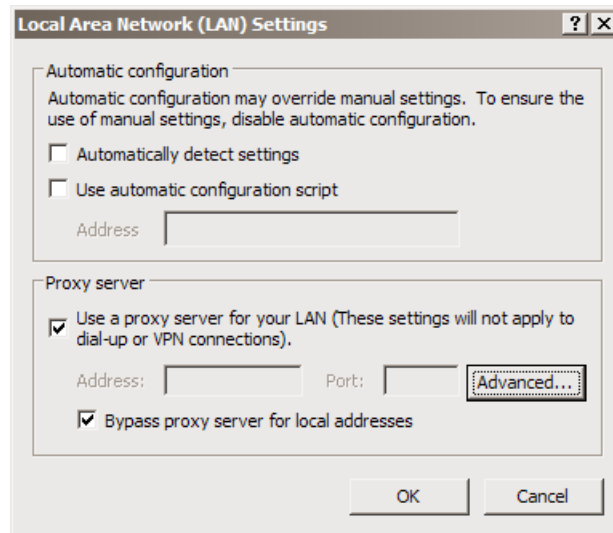 Local Area Network (LAN) Settings
Automatic configuration
Automatic configuration may override manual settings. To ensure the
use of manual settings, disable automatic configuration.
Automatically detect settings
Use automatic configuration script
Address
Proxy server
Use a proxy server for your LAN (These settings will not apply to
dial-up or VPN connections).
Address: Port: Advanced...
Bypass proxy server for local addresses
OK Cancel